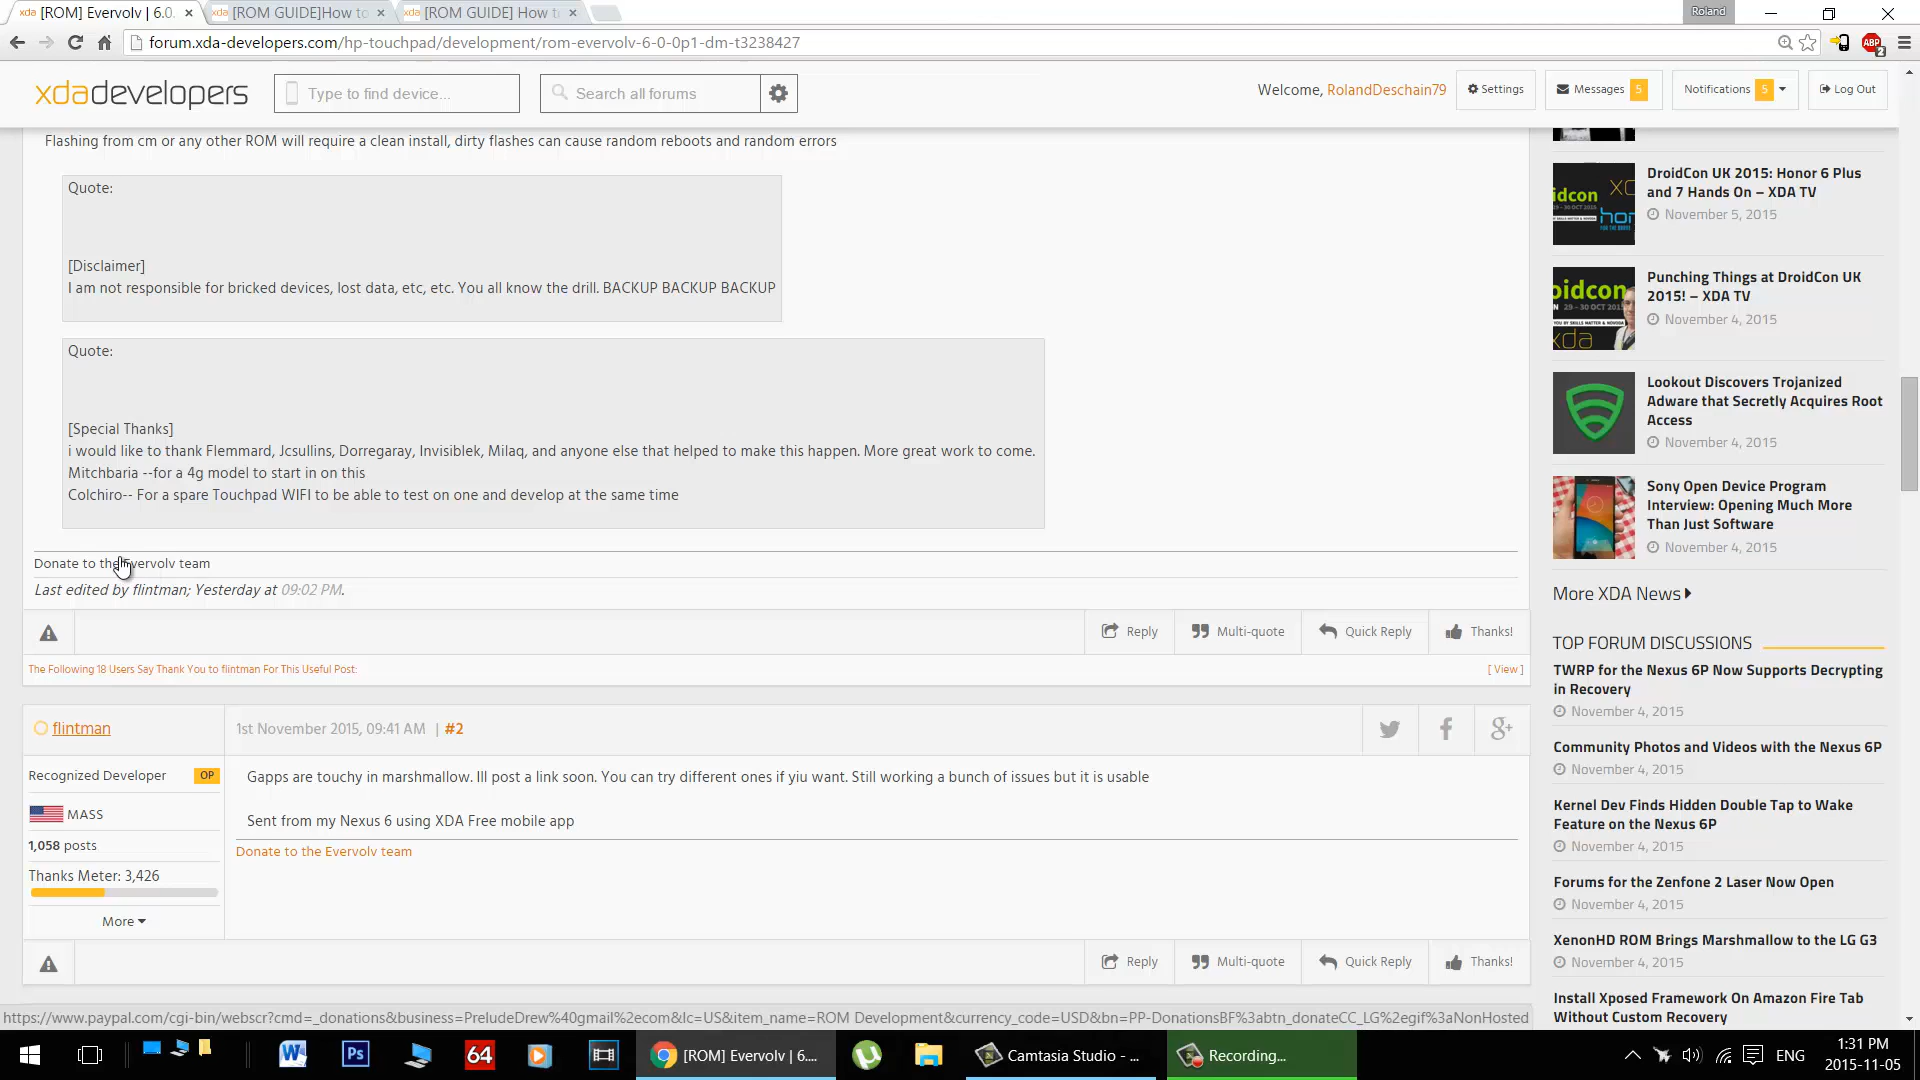 [ROM] Evervolv | 6.0.
[ROM GUIDE]How to
[ROM GUIDE] How t
Roland
forum.xda-developers.com/hp-touchpad/development/rom-evervolv-6-0-0p1-dm-t3238427
ABP
2
xdadevelopers
Type to find device...
Search all forums
Welcome, RolandDeschain79
Settings
Messages 5
Notifications 5
Log Out
Flashing from cm or any other ROM will require a clean install, dirty flashes can cause random reboots and random errors
Quote:
[Disclaimer]
I am not responsible for bricked devices, lost data, etc, etc. You all know the drill. BACKUP BACKUP BACKUP
Quote:
[Special Thanks]
i would like to thank Flemmard, Jcsullins, Dorregaray, Invisiblek, Milaq, and anyone else that helped to make this happen. More great work to come.
Mitchbaria --for a 4g model to start in on this
Colchiro-- For a spare Touchpad WIFI to be able to test on one and develop at the same time
Donate to the Evervolv team
Last edited by flintman; Yesterday at 09:02 PM.
Reply
Multi-quote
Quick Reply
Thanks!
The Following 18 Users Say Thank You to flintman For This Useful Post:
[ View ]
flintman
1st November 2015, 09:41 AM | #2
Recognized Developer OP
MASS
1,058 posts
Thanks Meter: 3,426
More
Gapps are touchy in marshmallow. Ill post a link soon. You can try different ones if yiu want. Still working a bunch of issues but it is usable
Sent from my Nexus 6 using XDA Free mobile app
Donate to the Evervolv team
Reply
Multi-quote
Quick Reply
Thanks!
DroidCon UK 2015: Honor 6 Plus
and 7 Hands On – XDA TV
November 5, 2015
Punching Things at DroidCon UK
2015! – XDA TV
November 4, 2015
Lookout Discovers Trojanized
Adware that Secretly Acquires Root
Access
November 4, 2015
Sony Open Device Program
Interview: Opening Much More
Than Just Software
November 4, 2015
More XDA News
TOP FORUM DISCUSSIONS
TWRP for the Nexus 6P Now Supports Decrypting
in Recovery
November 4, 2015
Community Photos and Videos with the Nexus 6P
November 4, 2015
Kernel Dev Finds Hidden Double Tap to Wake
Feature on the Nexus 6P
November 4, 2015
Forums for the Zenfone 2 Laser Now Open
November 4, 2015
XenonHD ROM Brings Marshmallow to the LG G3
November 4, 2015
Install Xposed Framework On Amazon Fire Tab
Without Custom Recovery
https://www.paypal.com/cgi-bin/webscr?cmd=_donations&business=PreludeDrew%40gmail%2ecom&lc=US&item_name=ROM Development&currency_code=USD&bn=PP-DonationsBF%3abtn_donateCC_LG%2egif%3aNonHosted
64
[ROM] Evervolv | 6....
Camtasia Studio - ...
Recording...
ENG
1:31 PM
2015-11-05